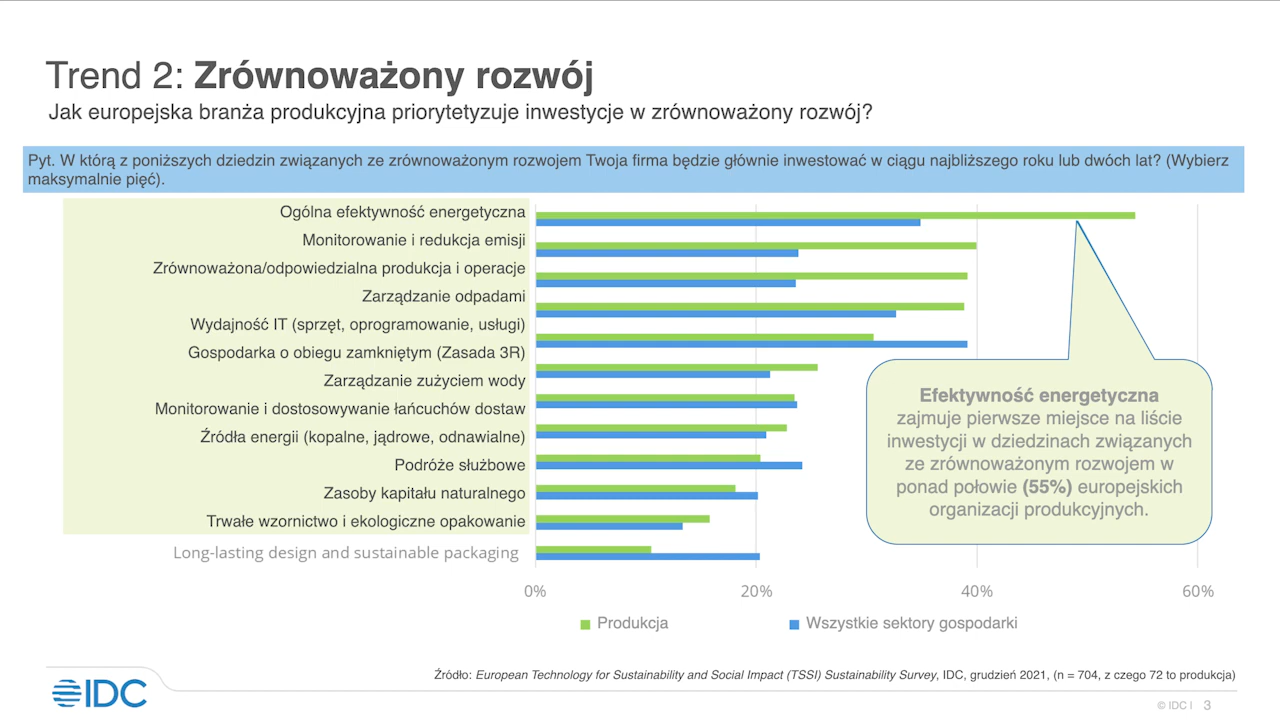 Trend 2: Zrównoważony rozwój
Jak europejska branża produkcyjna priorytetyzuje inwestycje w zrównoważony rozwój?
Pyt. W którą z poniższych dziedzin związanych ze zrównoważonym rozwojem Twoja firma będzie głównie inwestować w ciągu najbliższego roku lub dwóch lat? (Wybierz
maksymalnie pięć).
Ogólna efektywność energetyczna
Monitorowanie i redukcja emisji
Zrównoważona/odpowiedzialna produkcja i operacje
Zarządzanie odpadami
Wydajność IT (sprzęt, oprogramowanie, usługi)
Gospodarka o obiegu zamkniętym (Zasada 3R)
Zarządzanie zużyciem wody
Monitorowanie i dostosowywanie łańcuchów dostaw
Źródła energii (kopalne, jądrowe, odnawialne)
Podróże służbowe
Zasoby kapitału naturalnego
Trwałe wzornictwo i ekologiczne opakowanie
Long-lasting design and sustainable packaging
Efektywność energetyczna
zajmuje pierwsze miejsce na liście
inwestycji w dziedzinach związanych
ze zrównoważonym rozwojem w
ponad połowie (55%) europejskich
organizacji produkcyjnych.
0% 20% 40% 60%
Produkcja Wszystkie sektory gospodarki
Źródło: European Technology for Sustainability and Social Impact (TSSI) Sustainability Survey, IDC, grudzień 2021, (n = 704, z czego 72 to produkcja)
IDC
© IDC | 3